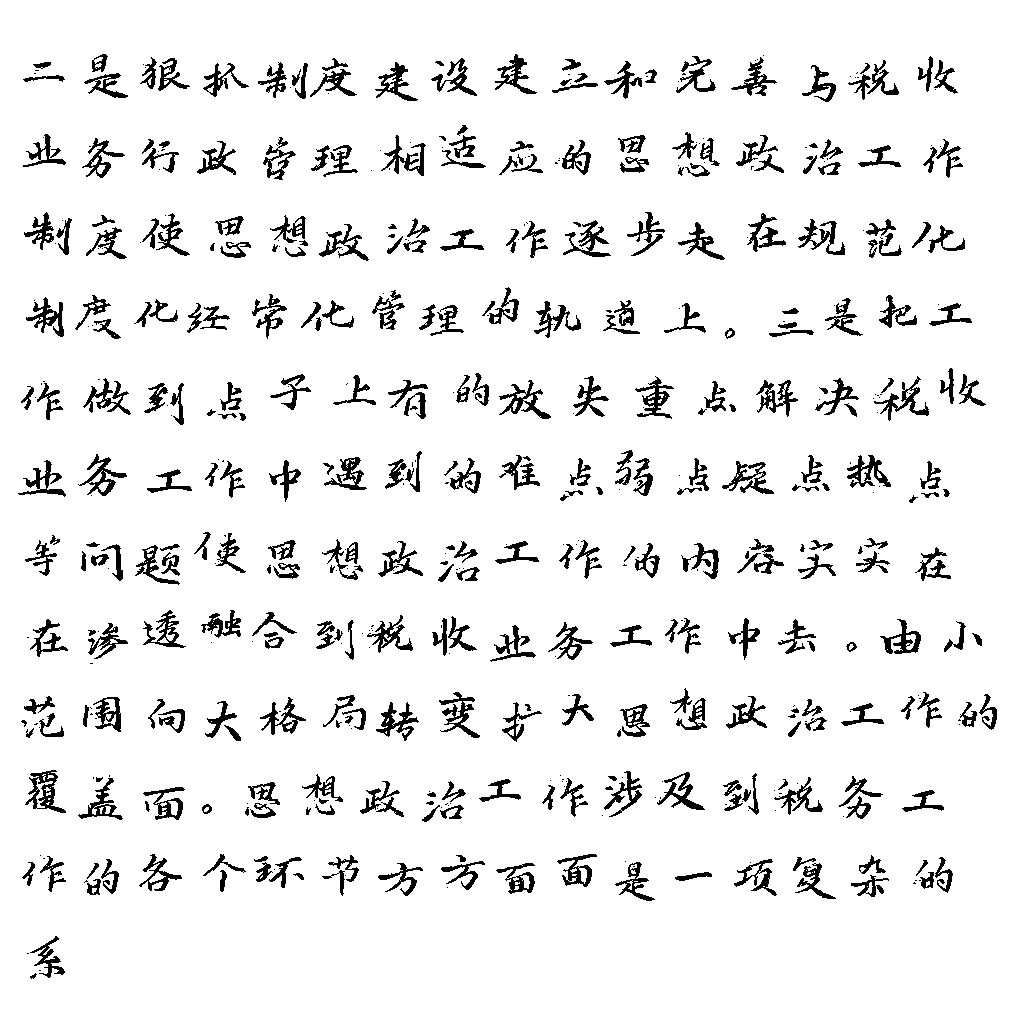 二是狠抓制度建设建立和完善与税收
业务行政管理相适应的思想政治工作
制度使思想政治工作逐步走在规范化
制度化经常化管理的轨道上。三是把工
作做到点子上有的放失重点解决税收
业务工作中遇到的难点弱点疑点热点
等问题使思想政治工作的内容实实在
在渗透融合到税收业务工作中去。由小
范围向大格局转变扩大思想政治工作的
覆盖面。思想政治工作涉及到税务工
作的各个环节方方面面是一项复杂的
系